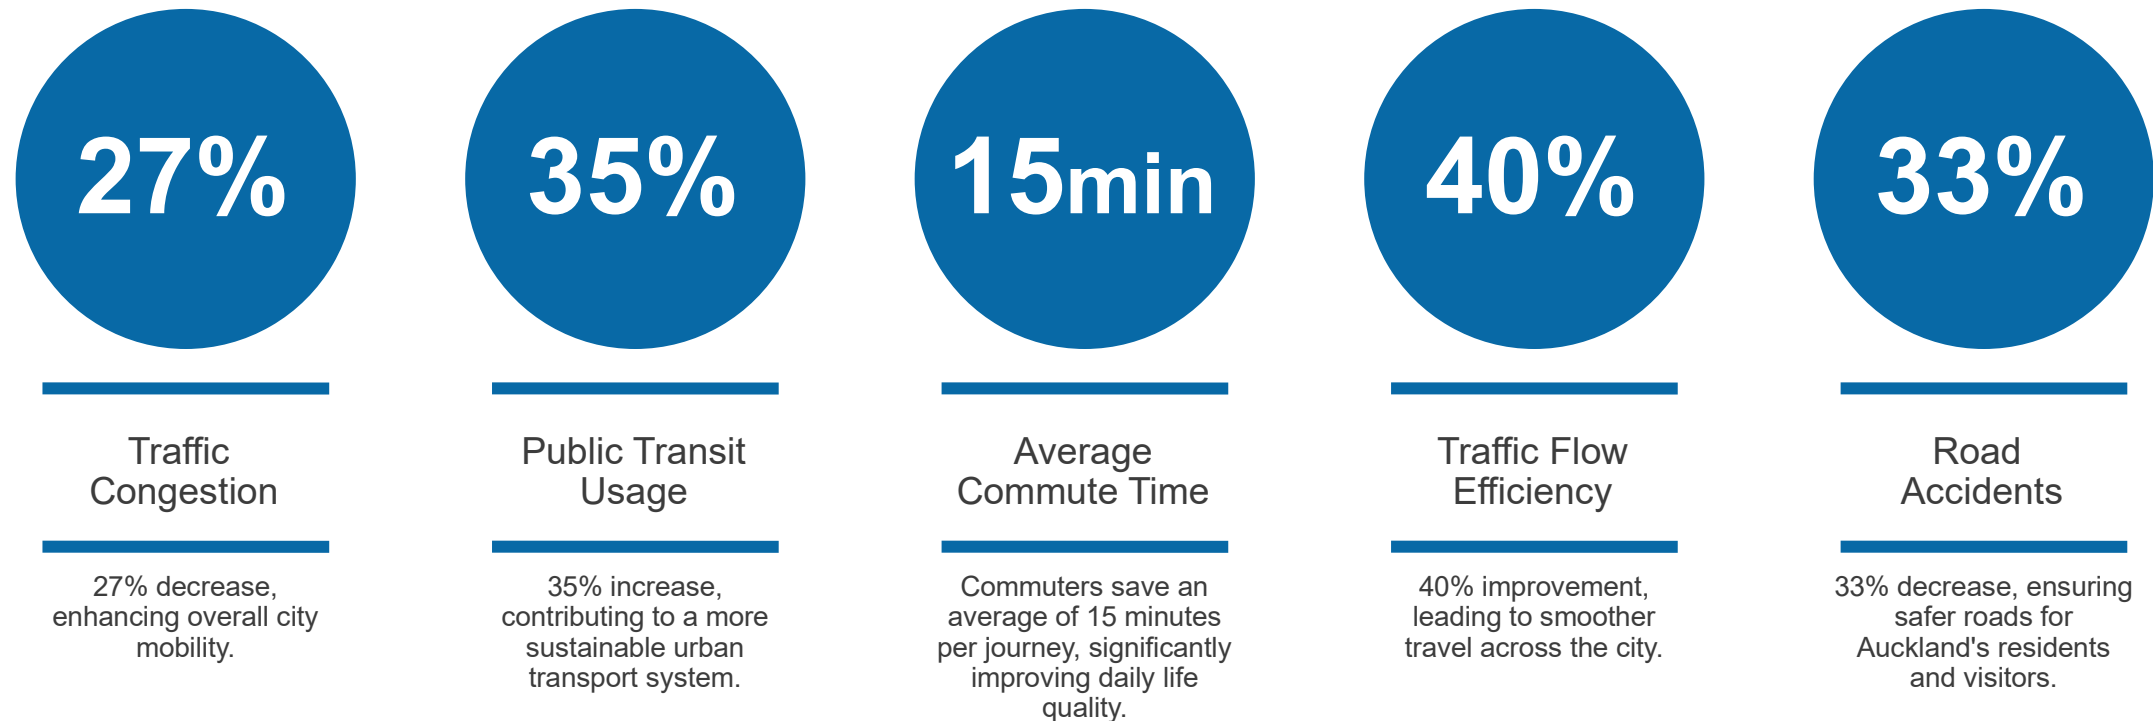 27%
35%
15min
40%
33%
Traffic
Congestion
Public Transit
Usage
Average
Commute Time
Traffic Flow
Efficiency
Road
Accidents
27% decrease,
enhancing overall city
mobility.
35% increase,
contributing to a more
sustainable urban
transport system.
Commuters save an
average of 15 minutes
per journey, significantly
improving daily life
quality.
40% improvement,
leading to smoother
travel across the city.
33% decrease, ensuring
safer roads for
Auckland's residents
and visitors.